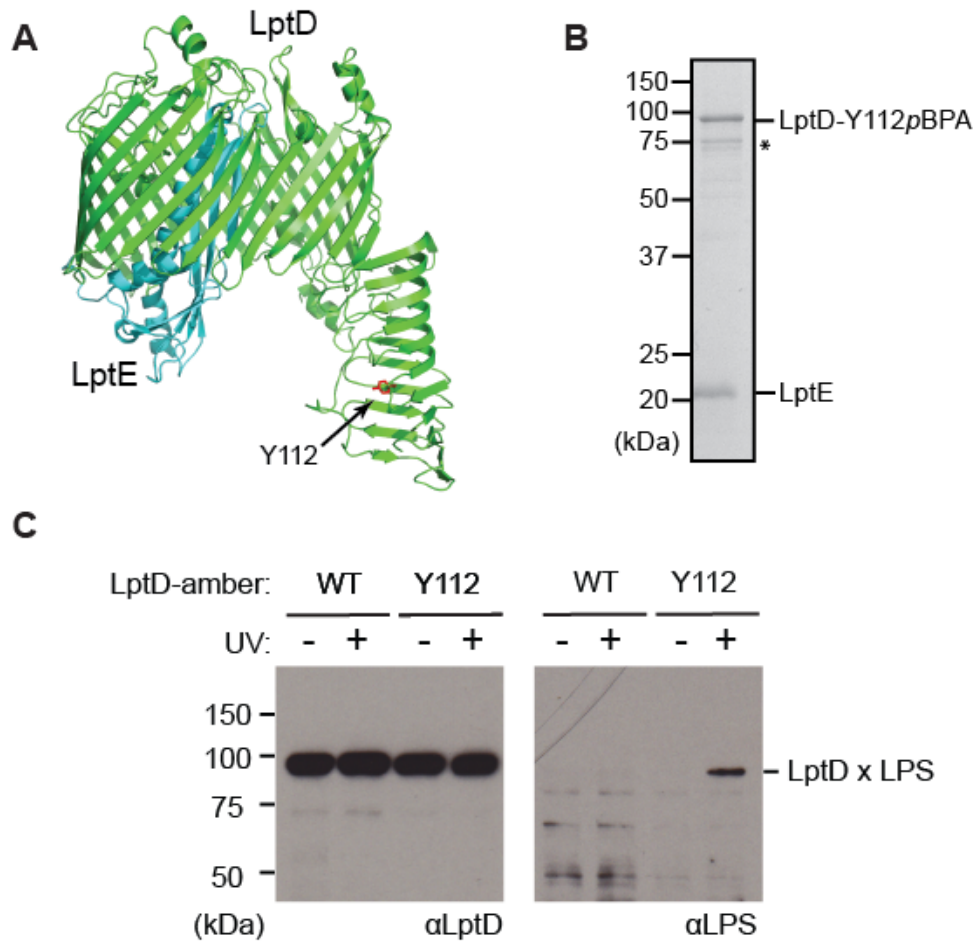 A
LptD
LptE
Y112
B
150
100
75
50
37
25
20
(kDa)
LptD-Y112pBPA
*
LptE
C
LptD-amber: WT Y112 WT Y112
UV: - + - + - + - +
150
100
75
50
(kDa)
LptD x LPS
αLptD αLPS